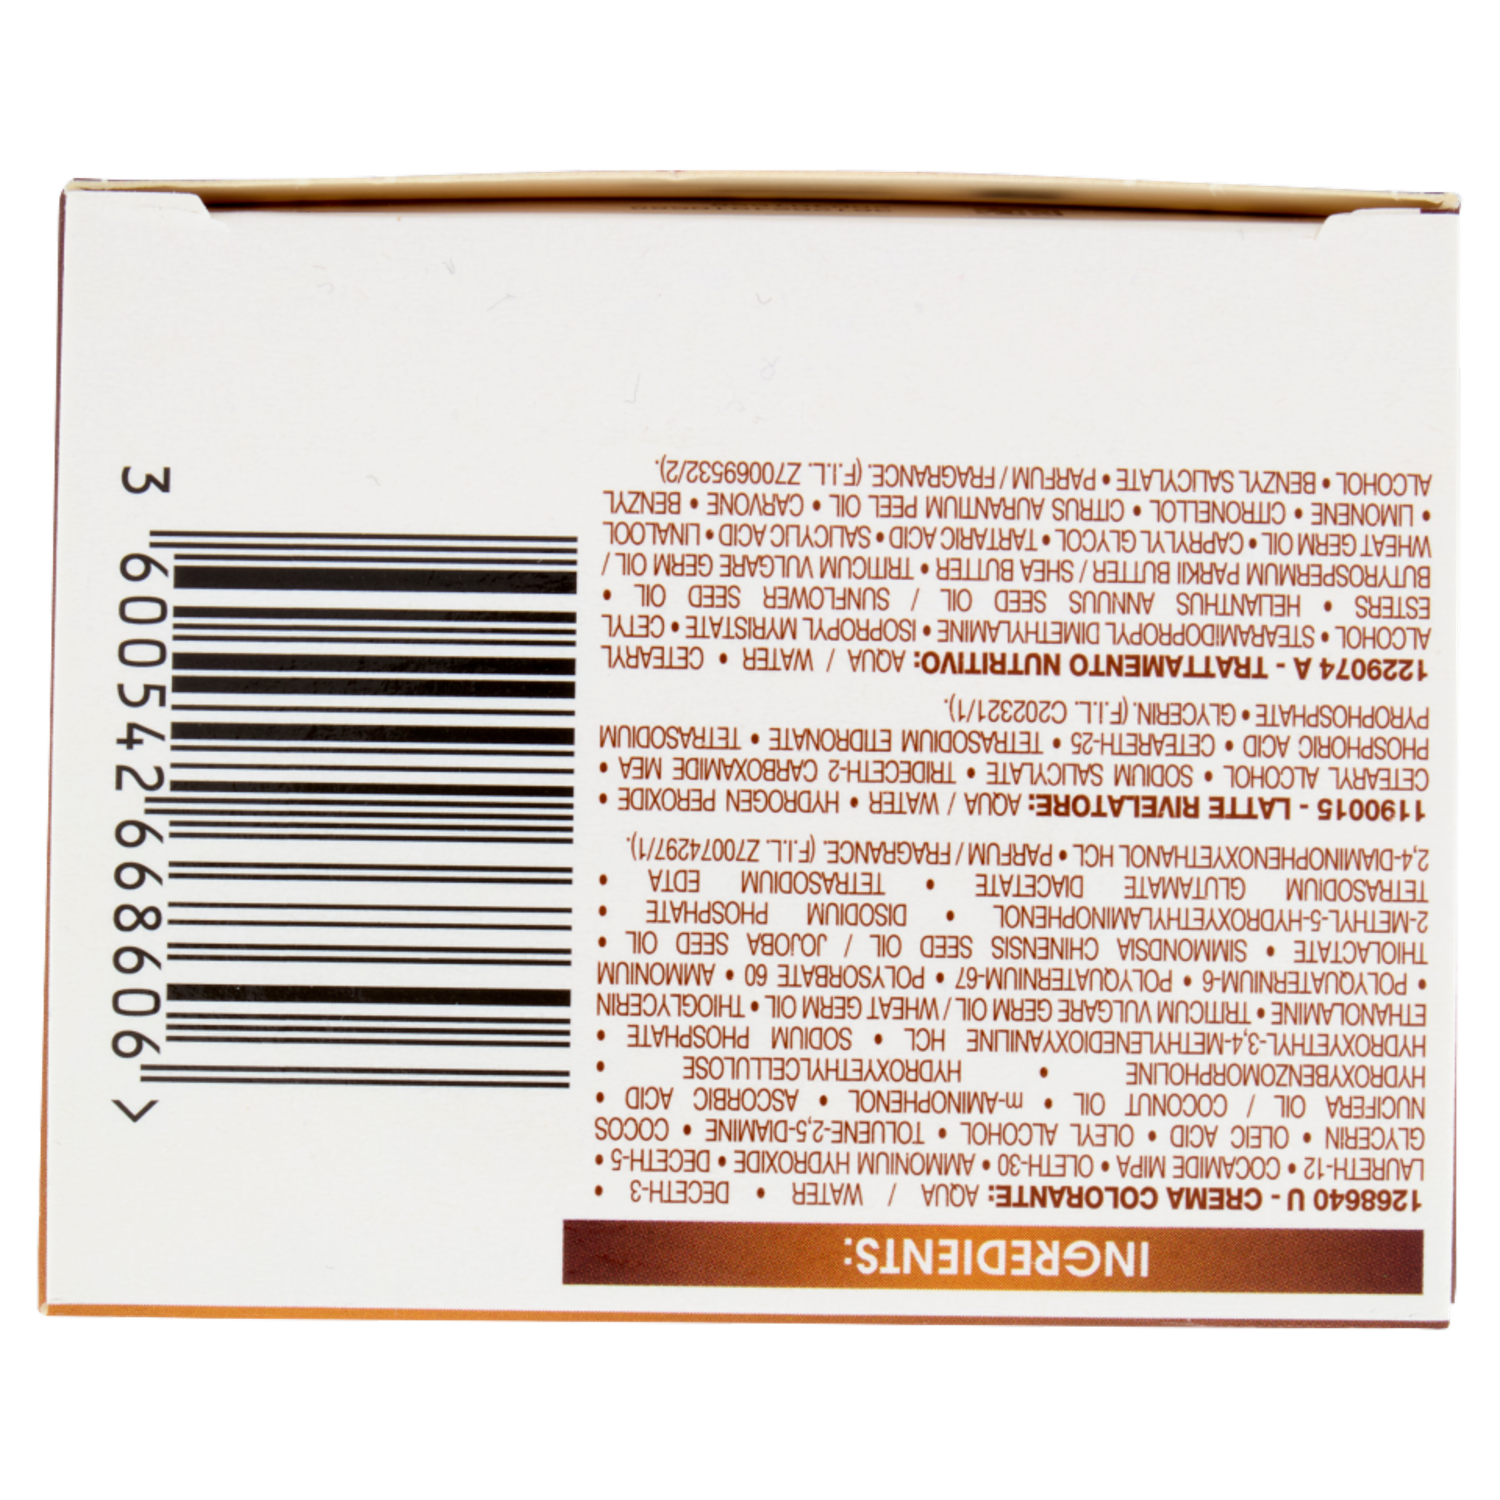 INGREDIENTS:
1268640 U - CREMA COLORANTE: AQUA / WATER • DECETH-3 •
LAURETH-12 • COCAMIDE MIPA • OLETH-30 • AMMONIUM HYDROXIDE • DECETH-5 •
GLYCERIN • OLEIC ACID • OLEYL ALCOHOL • TOLUENE-2,5-DIAMINE • COCOS
NUCIFERA OIL / COCONUT OIL • m-AMINOPHENOL • ASCORBIC ACID •
HYDROXYBENZOMORPHOLINE • HYDROXYETHYLCELLULOSE •
HYDROXYETHYL-3,4-METHYLENEDIOXYANILINE HCL • SODIUM PHOSPHATE •
ETHANOLAMINE • TRITICUM VULGARE GERM OIL / WHEAT GERM OIL • THIOGLYCERIN
• POLYQUATERNIUM-6 • POLYQUATERNIUM-67 • POLYSORBATE 60 • AMMONIUM
THIOLACTATE • SIMMONDSIA CHINENSIS SEED OIL / JOJOBA SEED OIL •
2-METHYL-5-HYDROXYETHYLAMINOPHENOL • DISODIUM PHOSPHATE •
TETRASODIUM GLUTAMATE DIACETATE • TETRASODIUM EDTA •
2,4-DIAMINOPHENOXYETHANOL HCL • PARFUM / FRAGRANCE. (F.I.L. Z70074297/1).
1190015 - LATTE RIVELATORE: AQUA / WATER • HYDROGEN PEROXIDE •
CETEARYL ALCOHOL • SODIUM SALICYLATE • TRIDECETH-2 CARBOXAMIDE MEA •
PHOSPHORIC ACID • CETEARETH-25 • TETRASODIUM ETIDRONATE • TETRASODIUM
PYROPHOSPHATE • GLYCERIN. (F.I.L. C202321/1).
1229074 A - TRATTAMENTO NUTRITIVO: AQUA / WATER • CETEARYL
ALCOHOL • STEARAMIDOPROPYL DIMETHYLAMINE • ISOPROPYL MYRISTATE • CETYL
ESTERS • HELIANTHUS ANNUUS SEED OIL / SUNFLOWER SEED OIL •
BUTYROSPERMUM PARKII BUTTER / SHEA BUTTER • TRITICUM VULGARE GERM OIL /
WHEAT GERM OIL • CAPRYLYL GLYCOL • TARTARIC ACID • SALICYLIC ACID • LINALOOL
• LIMONENE • CITRONELLOL • CITRUS AURANTIUM PEEL OIL • CARVONE • BENZYL
ALCOHOL • BENZYL SALICYLATE • PARFUM / FRAGRANCE. (F.I.L. Z70069532/2).
3 600542 668606 >